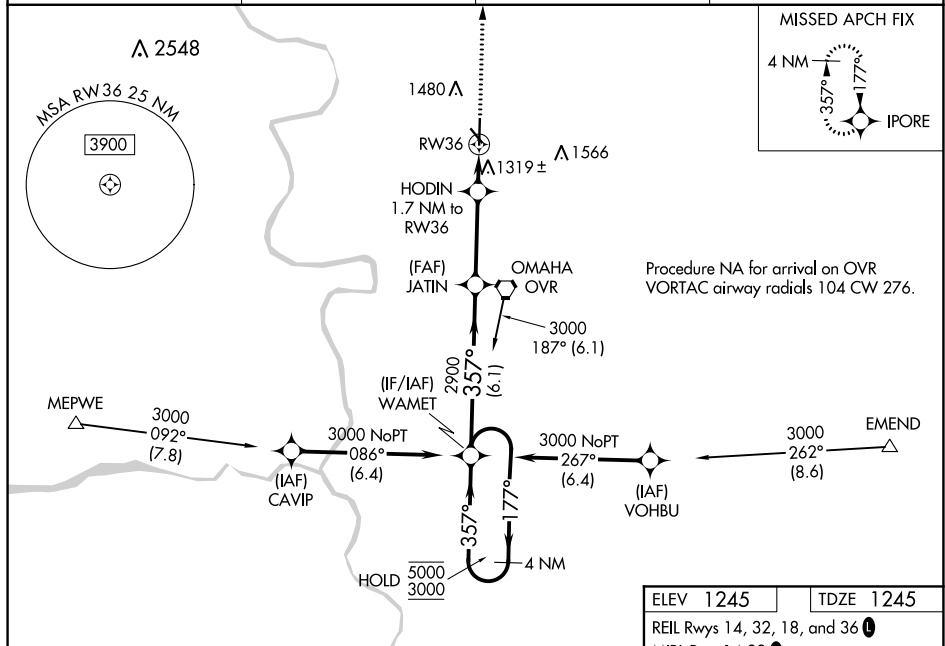 2548
MSA RW36 25 NM
3900
1480
RW36
1319 ±
1566
HODIN
1.7 NM to
RW36
MISSED APCH FIX
4 NM
357°
177°
IPORE
(FAF)
JATIN
OMAHA
OVR
Procedure NA for arrival on OVR
VORTAC airway radials 104 CW 276.
3000
187° (6.1)
2900
357°
(6.1)
(IF/IAF)
WAMET
MEPWE
3000
092°
(7.8)
(IAF)
CAVIP
3000 NoPT
086°
(6.4)
3000 NoPT
267°
(6.4)
(IAF)
VOHBU
EMEND
3000
262°
(8.6)
357°
177°
4 NM
HOLD
5000
3000
ELEV 1245
TDZE 1245
REIL Rwys 14, 32, 18, and 36 L